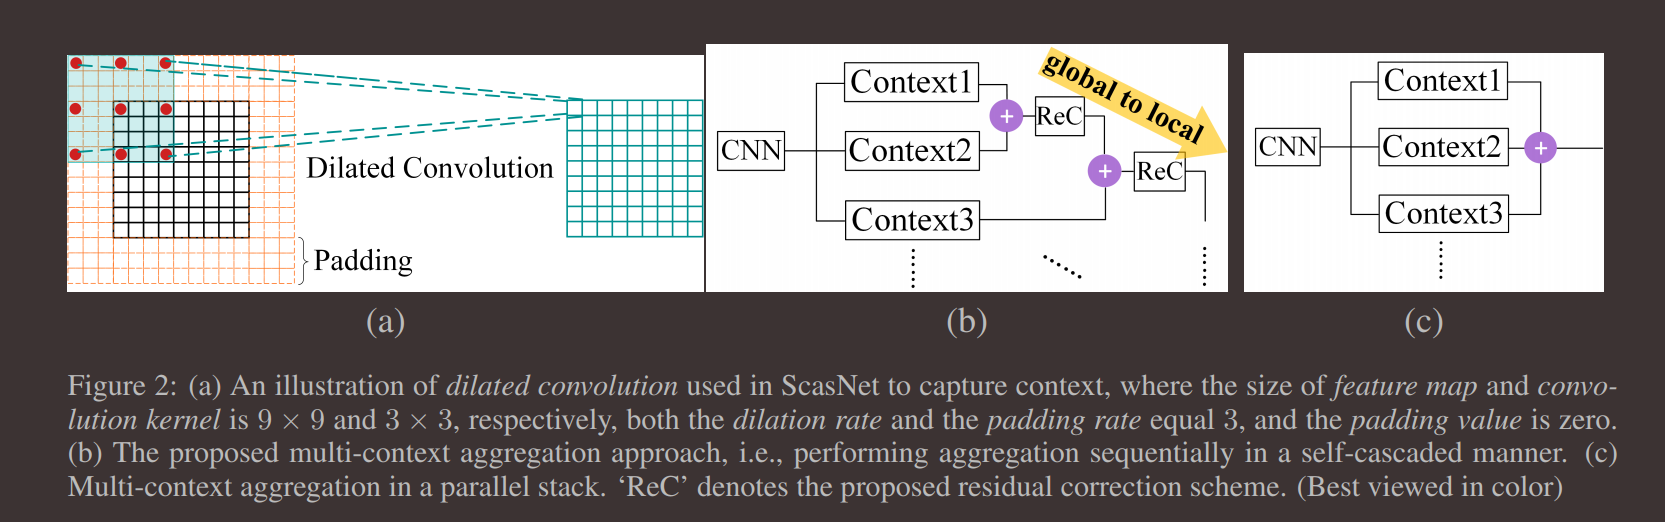 Dilated Convolution
Padding
(a)
CNN
Context1
Context2
Context3
+
ReC
+
ReC
global to local
(b)
CNN
Context1
Context2
Context3
+
(c)
Figure 2: (a) An illustration of dilated convolution used in ScasNet to capture context, where the size of feature map and convo-
lution kernel is 9 × 9 and 3 × 3, respectively, both the dilation rate and the padding rate equal 3, and the padding value is zero.
(b) The proposed multi-context aggregation approach, i.e., performing aggregation sequentially in a self-cascaded manner. (c)
Multi-context aggregation in a parallel stack. ‘ReC’ denotes the proposed residual correction scheme. (Best viewed in color)